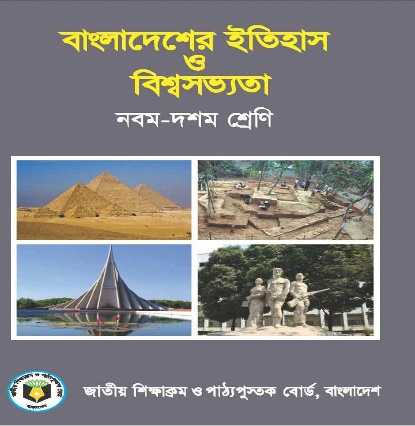 বাংলাদেশের ইতিহাস
ও
বিশ্বসভ্যতা
নবম-দশম শ্রেণি
জাতীয় শিক্ষাক্রম ও পাঠ্যপুস্তক বোর্ড, বাংলাদেশ